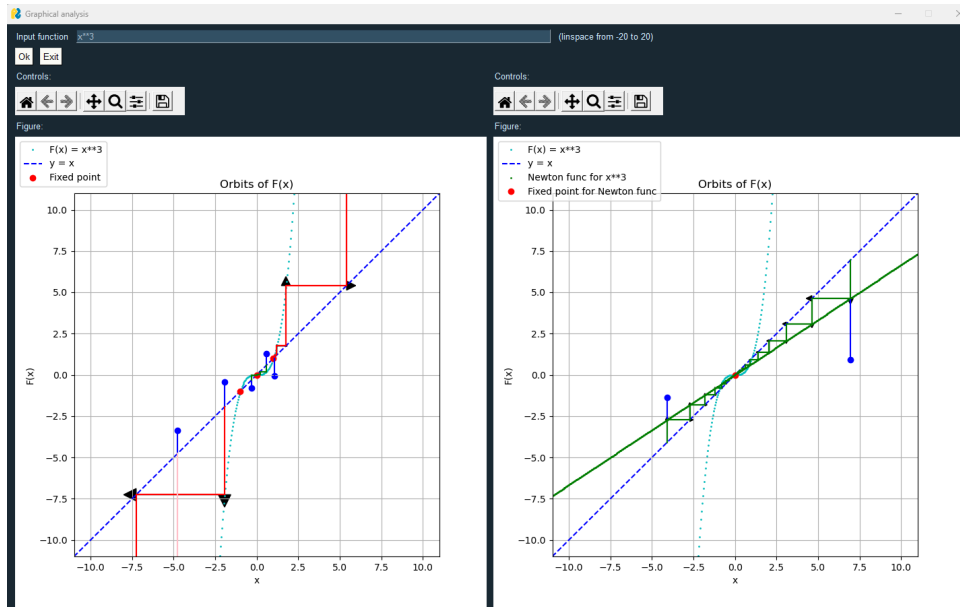 Graphical analysis
Input function x**3 (linspace from -20 to 20)
Ok Exit
Controls:
Figure:
F(x) = x**3
y = x
Fixed point
Orbits of F(x)
F(x)
10.0
7.5
5.0
2.5
0.0
−2.5
−5.0
−7.5
−10.0
−10.0 −7.5 −5.0 −2.5 0.0 2.5 5.0 7.5 10.0
x
Controls:
Figure:
F(x) = x**3
y = x
Newton func for x**3
Fixed point for Newton func
Orbits of F(x)
F(x)
10.0
7.5
5.0
2.5
0.0
−2.5
−5.0
−7.5
−10.0
−10.0 −7.5 −5.0 −2.5 0.0 2.5 5.0 7.5 10.0
x